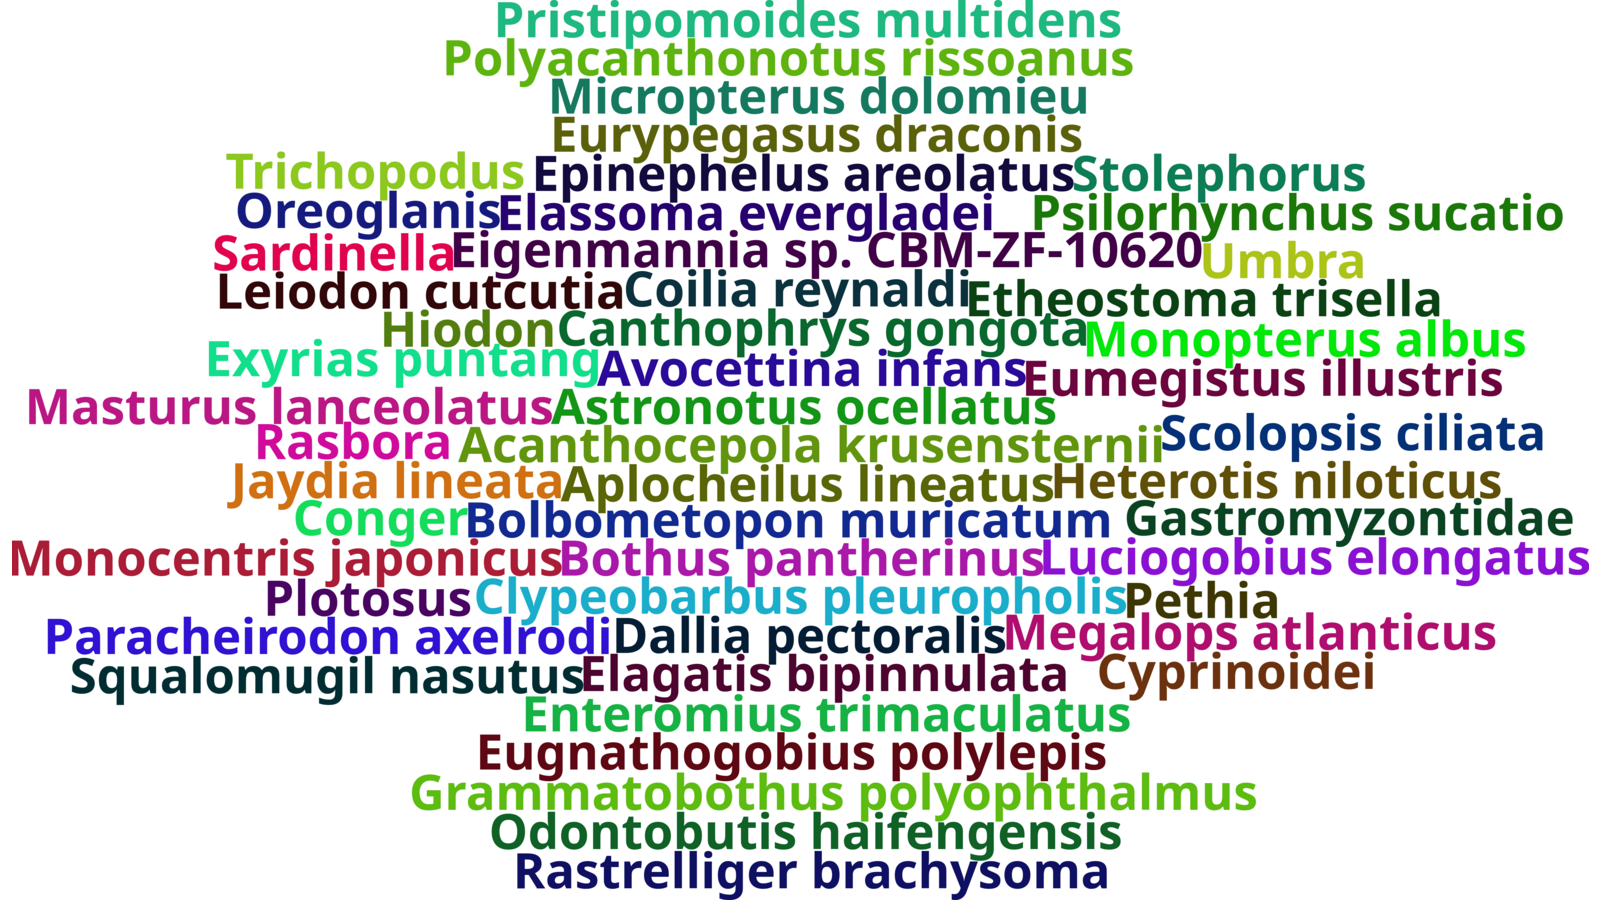 Pristipomoides multidens
Polyacanthonotus rissoanus
Micropterus dolomieu
Eurypegasus draconis
Trichopodus Epinephelus areolatus Stolephorus
Oreoglanis Elassoma evergladei Psilorhynchus sucatio
Sardinella Eigenmannia sp. CBM-ZF-10620 Umbra
Leiodon cutcutia Coilia reynaldi Etheostoma trisella
Hiodon Canthophrys gongota Monopterus albus
Exyrias puntang Avocettina infans Eumegistus illustris
Masturus lanceolatus Astronotus ocellatus
Rasbora Acanthocepola krusensternii Scolopsis ciliata
Jaydia lineata Aplocheilus lineatus Heterotis niloticus
Conger Bolbometopon muricatum Gastromyzontidae
Monocentris japonicus Bothus pantherinus Luciogobius elongatus
Plotosus Clypeobarbus pleuropholis Pethia
Paracheirodon axelrodi Dallia pectoralis Megalops atlanticus
Squalomugil nasutus Elagatis bipinnulata Cyprinoidei
Enteromius trimaculatus
Eugnathogobius polylepis
Grammatobothus polyophthalmus
Odontobutis haifengensis
Rastrelliger brachysoma